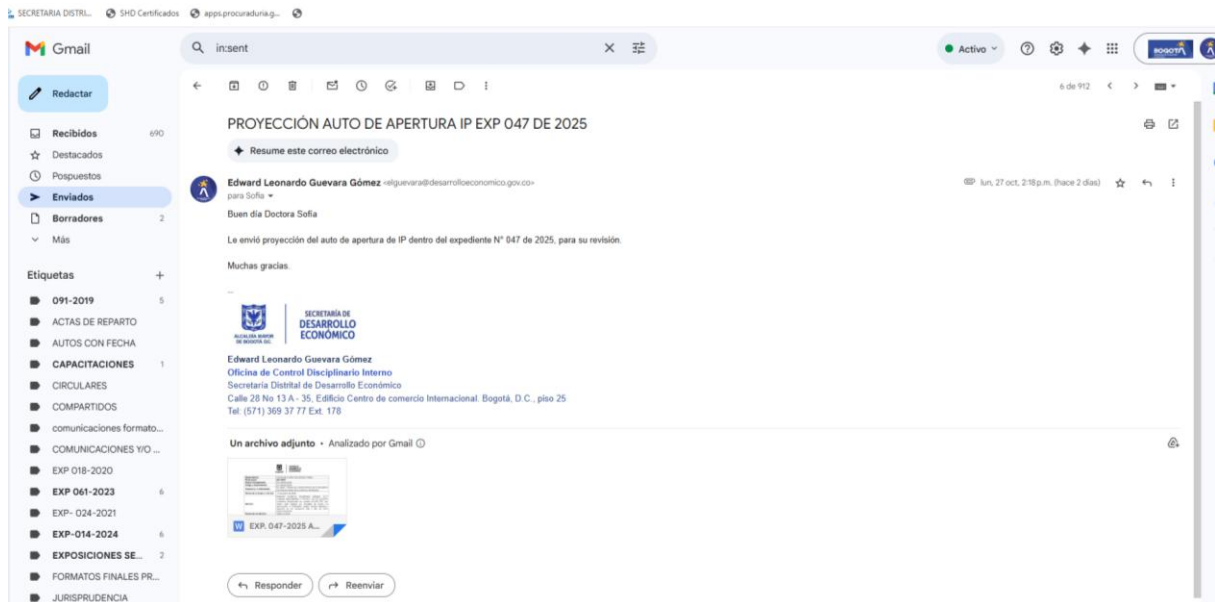 SECRETARIA DISTRI... SHD Certificados apps.procuraduria.g...
Gmail
in:sent
Activo
BOGOTÁ
Redactar
6 de 912
Recibidos 690
Destacados
Pospuestos
Enviados
Borradores 2
Más
Etiquetas
091-2019 5
ACTAS DE REPARTO
AUTOS CON FECHA
CAPACITACIONES 1
CIRCULARES
COMPARTIDOS
comunicaciones formato...
COMUNICACIONES Y/O ...
EXP 018-2020
EXP 061-2023 6
EXP- 024-2021
EXP-014-2024 6
EXPOSICIONES SE... 2
FORMATOS FINALES PR...
JURISPRUDENCIA
PROYECCIÓN AUTO DE APERTURA IP EXP 047 DE 2025
Resume este correo electrónico
Edward Leonardo Guevara Gómez <elguevara@desarrolloeconomico.gov.co>
lun, 27 oct, 2:18 p.m. (hace 2 días)
para Sofia
Buen día Doctora Sofia
Le envió proyección del auto de apertura de IP dentro del expediente N° 047 de 2025, para su revisión.
Muchas gracias.
--
ALCALDÍA MAYOR
DE BOGOTÁ D.C.
SECRETARÍA DE
DESARROLLO
ECONÓMICO
Edward Leonardo Guevara Gómez
Oficina de Control Disciplinario Interno
Secretaría Distrital de Desarrollo Económico
Calle 28 No 13 A - 35, Edificio Centro de comercio Internacional. Bogotá, D.C., piso 25
Tel: (571) 369 37 77 Ext. 178
Un archivo adjunto • Analizado por Gmail
W EXP. 047-2025 A...
Responder
Reenviar